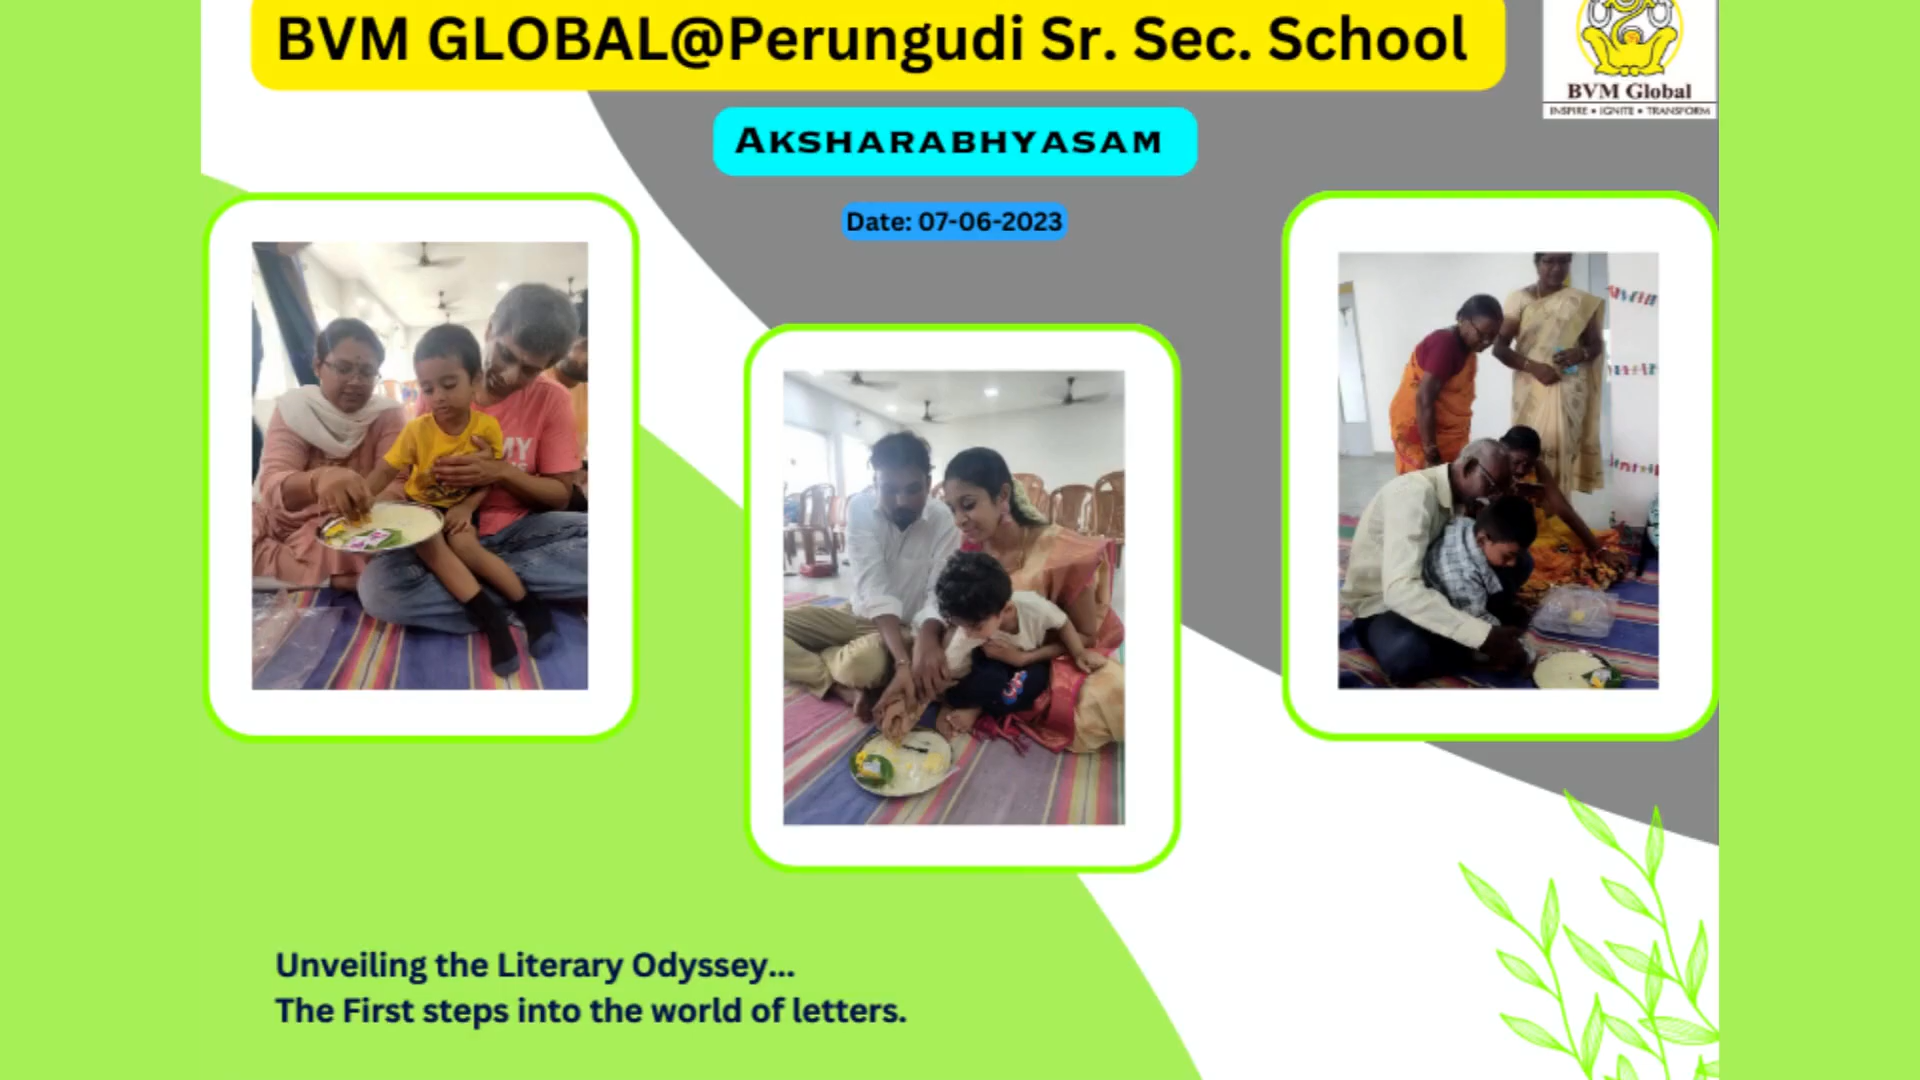 BVM GLOBAL@Perungudi Sr. Sec. School
BVM Global
INSPIRE • IGNITE • TRANSFORM
AKSHARABHYASAM
Date: 07-06-2023
MY
Unveiling the Literary Odyssey...
The First steps into the world of letters.